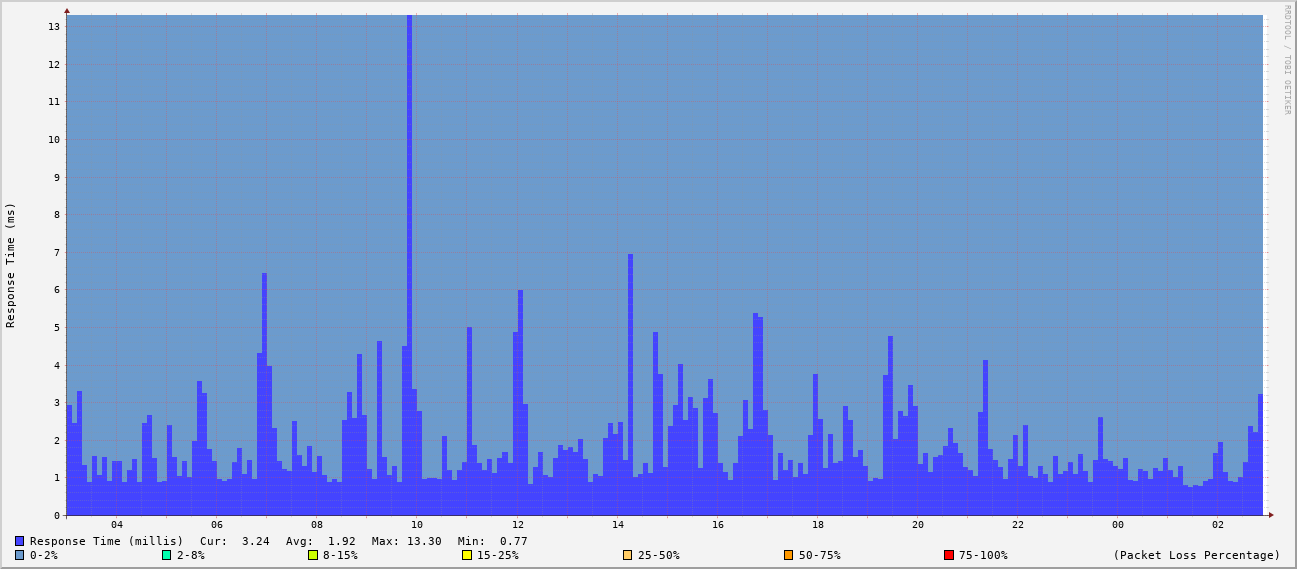 RRDTOOL / TOBI OETIKER
Response Time (ms)
13
12
11
10
9
8
7
6
5
4
3
2
1
0
04 06 08 10 12 14 16 18 20 22 00 02
Response Time (millis) Cur: 3.24 Avg: 1.92 Max: 13.30 Min: 0.77
0-2% 2-8% 8-15% 15-25% 25-50% 50-75% 75-100% (Packet Loss Percentage)